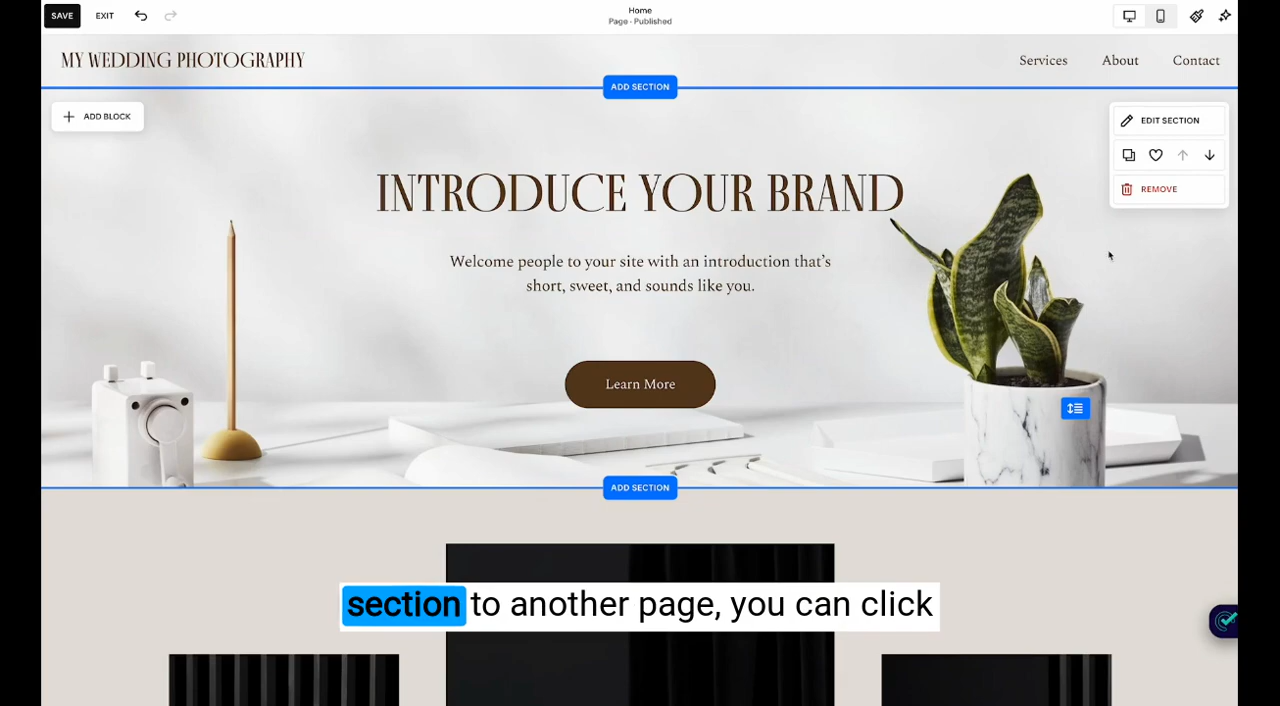 SAVE
EXIT
Home
Page · Published
MY WEDDING PHOTOGRAPHY
Services
About
Contact
ADD SECTION
ADD BLOCK
EDIT SECTION
REMOVE
INTRODUCE YOUR BRAND
Welcome people to your site with an introduction that's
short, sweet, and sounds like you.
Learn More
ADD SECTION
section to another page, you can click